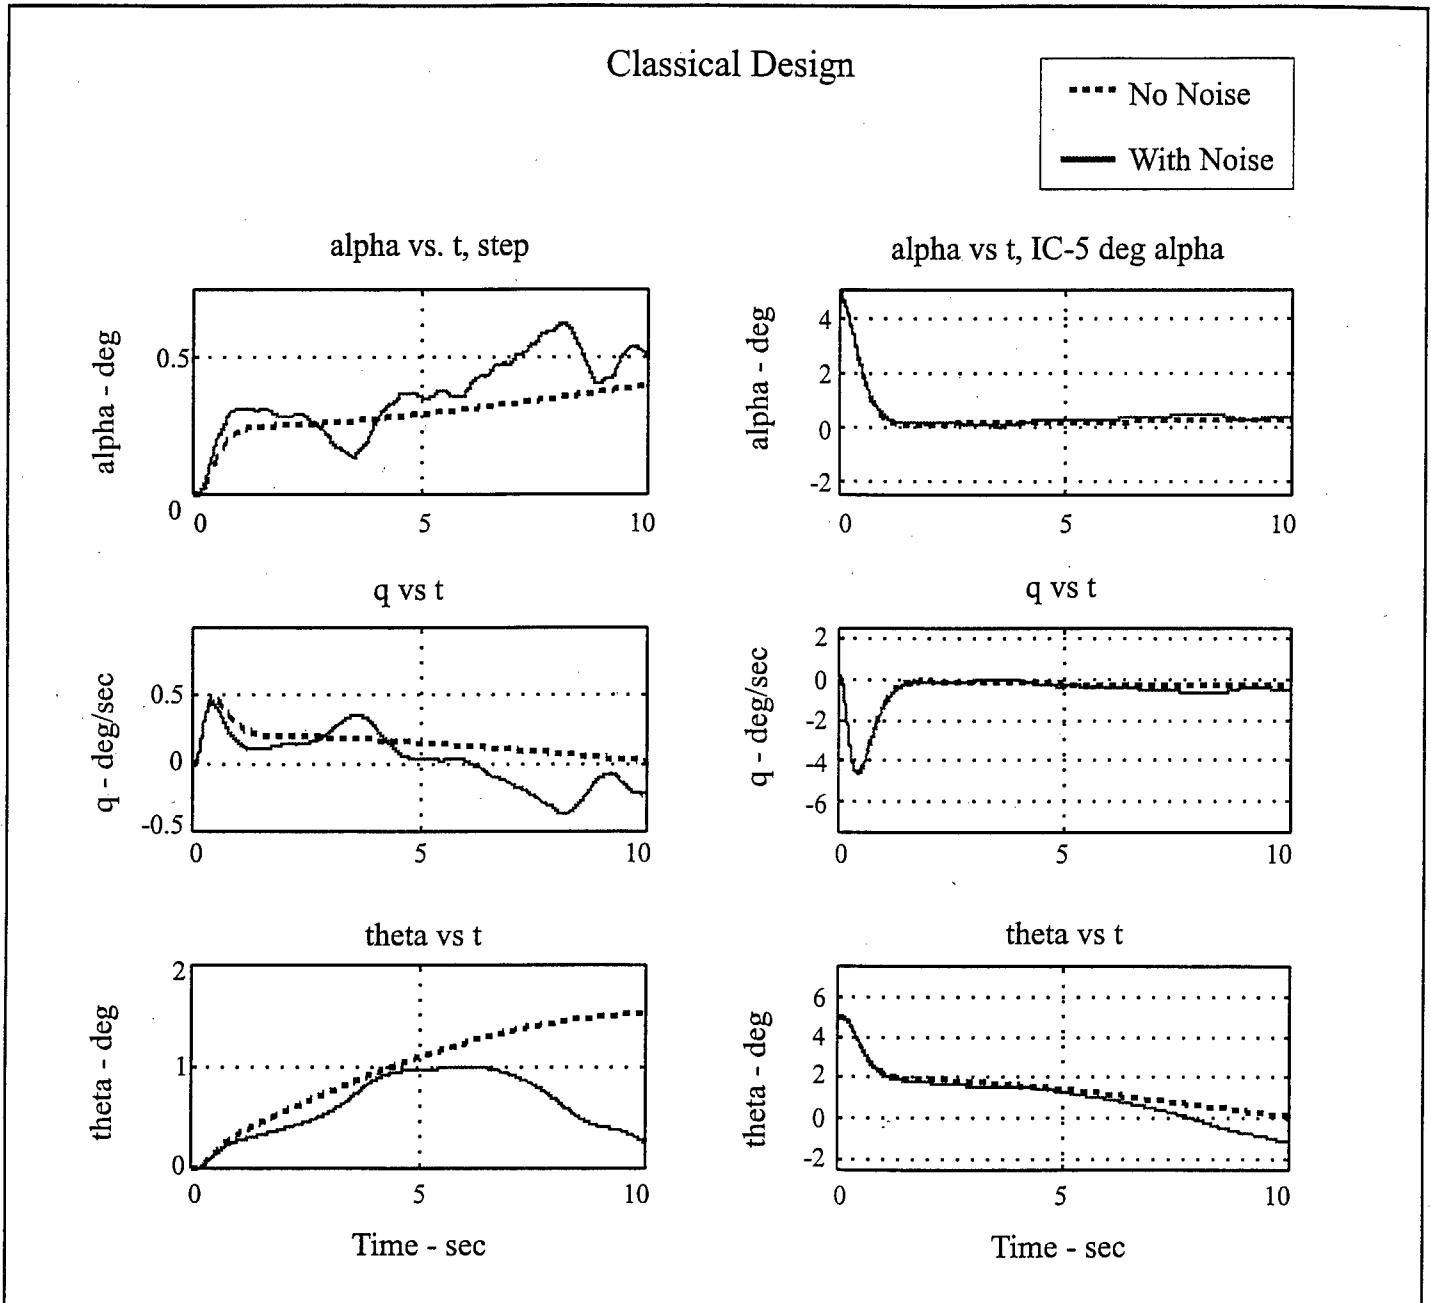 Classical Design
No Noise
With Noise
alpha vs. t, step
alpha - deg
0.5
0
0 5 10
alpha vs t, IC-5 deg alpha
alpha - deg
4
2
0
-2
0 5 10
q vs t
q - deg/sec
0.5
0
-0.5
0 5 10
q vs t
q - deg/sec
2
0
-2
-4
-6
0 5 10
theta vs t
theta - deg
2
1
0
0 5 10
Time - sec
theta vs t
theta - deg
6
4
2
0
-2
0 5 10
Time - sec